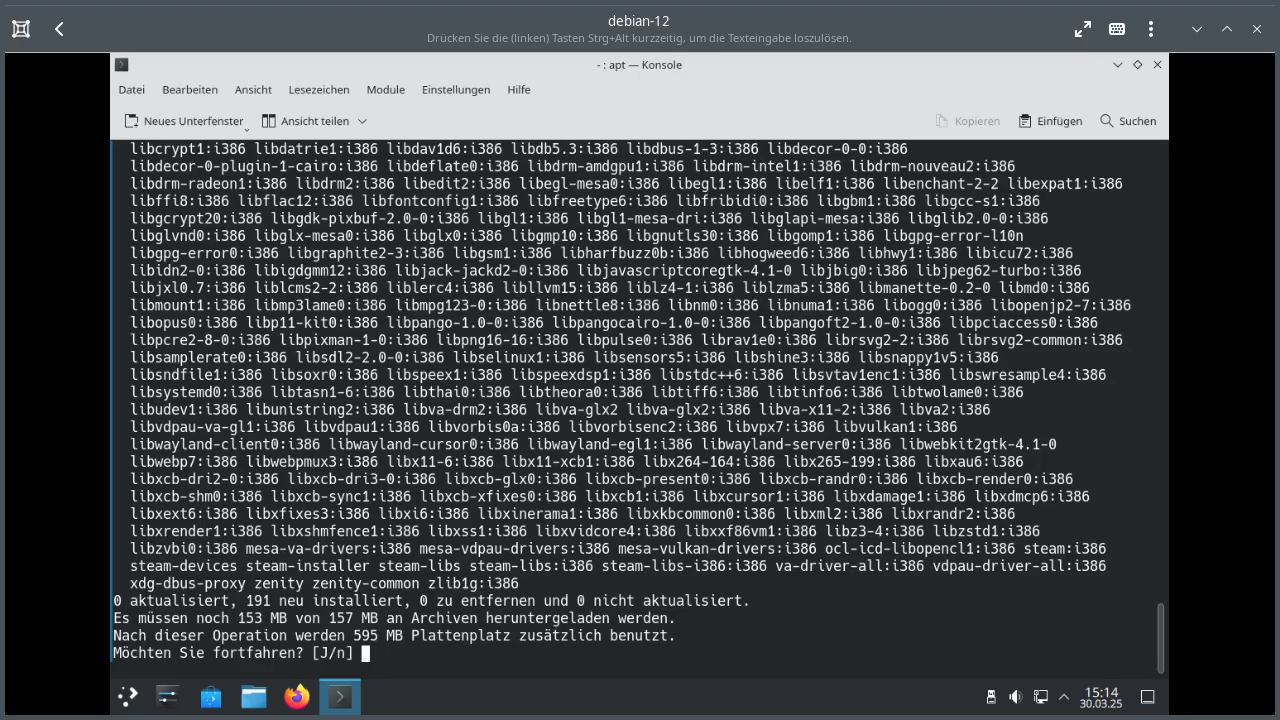 debian-12
Drücken Sie die (linken) Tasten Strg+Alt kurzzeitig, um die Texteingabe loszulösen.
- : apt — Konsole
Datei Bearbeiten Ansicht Lesezeichen Module Einstellungen Hilfe
Neues Unterfenster Ansicht teilen Kopieren Einfügen Suchen
libcrypt1:i386 libdatrie1:i386 libdav1d6:i386 libdb5.3:i386 libdbus-1-3:i386 libdecor-0-0:i386
libdecor-0-plugin-1-cairo:i386 libdeflate0:i386 libdrm-amdgpu1:i386 libdrm-intel1:i386 libdrm-nouveau2:i386
libdrm-radeon1:i386 libdrm2:i386 libedit2:i386 libegl-mesa0:i386 libegl1:i386 libelf1:i386 libenchant-2-2 libexpat1:i386
libffi8:i386 libflac12:i386 libfontconfig1:i386 libfreetype6:i386 libfribidi0:i386 libgbm1:i386 libgcc-s1:i386
libgcrypt20:i386 libgdk-pixbuf-2.0-0:i386 libgl1:i386 libgl1-mesa-dri:i386 libglapi-mesa:i386 libglib2.0-0:i386
libglvnd0:i386 libglx-mesa0:i386 libglx0:i386 libgmp10:i386 libgnutls30:i386 libgomp1:i386 libgpg-error-l10n
libgpg-error0:i386 libgraphite2-3:i386 libgsm1:i386 libharfbuzz0b:i386 libhogweed6:i386 libhwy1:i386 libicu72:i386
libidn2-0:i386 libigdgmm12:i386 libjack-jackd2-0:i386 libjavascriptcoregtk-4.1-0 libjbig0:i386 libjpeg62-turbo:i386
libjxl0.7:i386 liblcms2-2:i386 liblerc4:i386 libllvm15:i386 liblz4-1:i386 liblzma5:i386 libmanette-0.2-0 libmd0:i386
libmount1:i386 libmp3lame0:i386 libmpg123-0:i386 libnettle8:i386 libnm0:i386 libnuma1:i386 libogg0:i386 libopenjp2-7:i386
libopus0:i386 libp11-kit0:i386 libpango-1.0-0:i386 libpangocairo-1.0-0:i386 libpangoft2-1.0-0:i386 libpciaccess0:i386
libpcre2-8-0:i386 libpixman-1-0:i386 libpng16-16:i386 libpulse0:i386 librav1e0:i386 librsvg2-2:i386 librsvg2-common:i386
libsamplerate0:i386 libsdl2-2.0-0:i386 libselinux1:i386 libsensors5:i386 libshine3:i386 libsnappy1v5:i386
libsndfile1:i386 libsoxr0:i386 libspeex1:i386 libspeexdsp1:i386 libstdc++6:i386 libsvtav1enc1:i386 libswresample4:i386
libsystemd0:i386 libtasn1-6:i386 libthai0:i386 libtheora0:i386 libtiff6:i386 libtinfo6:i386 libtwolame0:i386
libudev1:i386 libunistring2:i386 libva-drm2:i386 libva-glx2 libva-glx2:i386 libva-x11-2:i386 libva2:i386
libvdpau-va-gl1:i386 libvdpau1:i386 libvorbis0a:i386 libvorbisenc2:i386 libvpx7:i386 libvulkan1:i386
libwayland-client0:i386 libwayland-cursor0:i386 libwayland-egl1:i386 libwayland-server0:i386 libwebkit2gtk-4.1-0
libwebp7:i386 libwebpmux3:i386 libx11-6:i386 libx11-xcb1:i386 libx264-164:i386 libx265-199:i386 libxau6:i386
libxcb-dri2-0:i386 libxcb-dri3-0:i386 libxcb-glx0:i386 libxcb-present0:i386 libxcb-randr0:i386 libxcb-render0:i386
libxcb-shm0:i386 libxcb-sync1:i386 libxcb-xfixes0:i386 libxcb1:i386 libxcursor1:i386 libxdamage1:i386 libxdmcp6:i386
libxext6:i386 libxfixes3:i386 libxi6:i386 libxinerama1:i386 libxkbcommon0:i386 libxml2:i386 libxrandr2:i386
libxrender1:i386 libxshmfence1:i386 libxss1:i386 libxvidcore4:i386 libxxf86vm1:i386 libz3-4:i386 libzstd1:i386
libzvbi0:i386 mesa-va-drivers:i386 mesa-vdpau-drivers:i386 mesa-vulkan-drivers:i386 ocl-icd-libopencl1:i386 steam:i386
steam-devices steam-installer steam-libs steam-libs:i386 steam-libs-i386:i386 va-driver-all:i386 vdpau-driver-all:i386
xdg-dbus-proxy zenity zenity-common zlib1g:i386
0 aktualisiert, 191 neu installiert, 0 zu entfernen und 0 nicht aktualisiert.
Es müssen noch 153 MB von 157 MB an Archiven heruntergeladen werden.
Nach dieser Operation werden 595 MB Plattenplatz zusätzlich benutzt.
Möchten Sie fortfahren? [J/n]
15:14
30.03.25